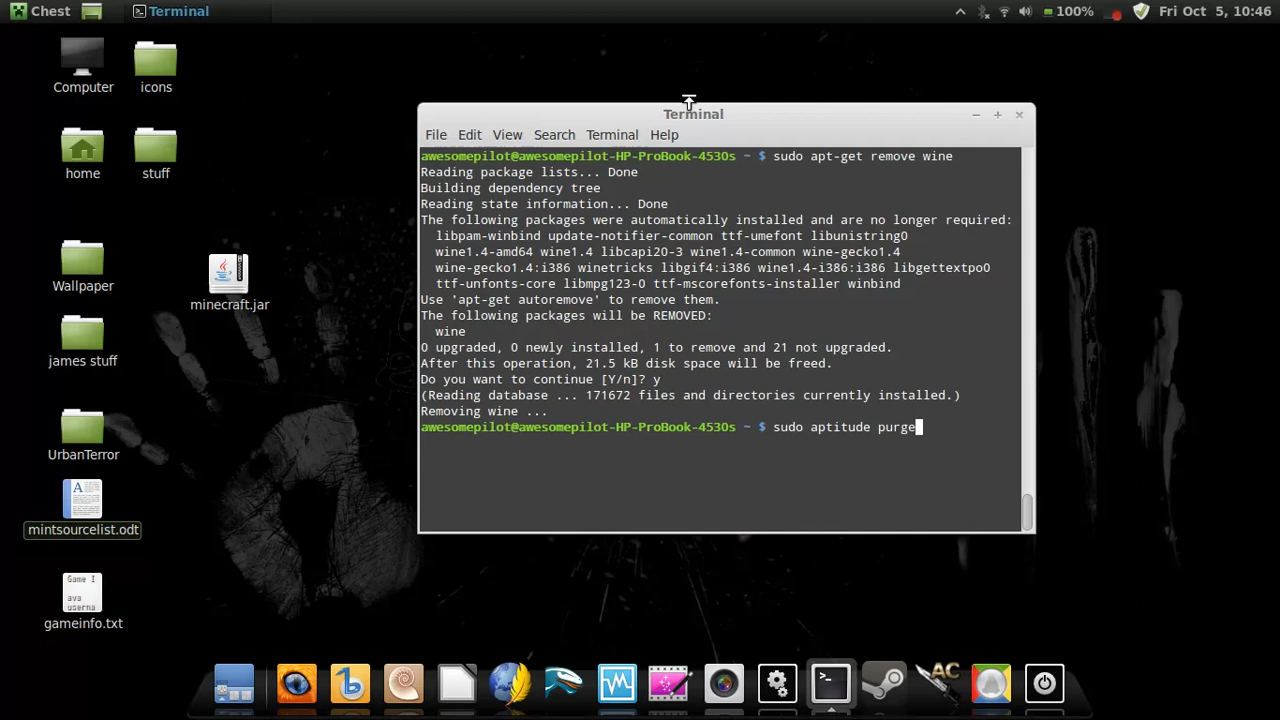 Chest
Terminal
100%
Fri Oct 5, 10:46
Computer
icons
home
stuff
Wallpaper
minecraft.jar
james stuff
UrbanTerror
mintsourcelist.odt
Game I
ava
userna
gameinfo.txt
Terminal
File Edit View Search Terminal Help
awesomepilot@awesomepilot-HP-ProBook-4530s ~ $ sudo apt-get remove wine
Reading package lists... Done
Building dependency tree
Reading state information... Done
The following packages were automatically installed and are no longer required:
libpam-winbind update-notifier-common ttf-umefont libunistring0
wine1.4-amd64 wine1.4 libcapi20-3 wine1.4-common wine-gecko1.4
wine-gecko1.4:i386 winetricks libgif4:i386 wine1.4-i386:i386 libgettextpo0
ttf-unfonts-core libmpg123-0 ttf-mscorefonts-installer winbind
Use 'apt-get autoremove' to remove them.
The following packages will be REMOVED:
wine
0 upgraded, 0 newly installed, 1 to remove and 21 not upgraded.
After this operation, 21.5 kB disk space will be freed.
Do you want to continue [Y/n]? y
(Reading database ... 171672 files and directories currently installed.)
Removing wine ...
awesomepilot@awesomepilot-HP-ProBook-4530s ~ $ sudo aptitude purge
AC